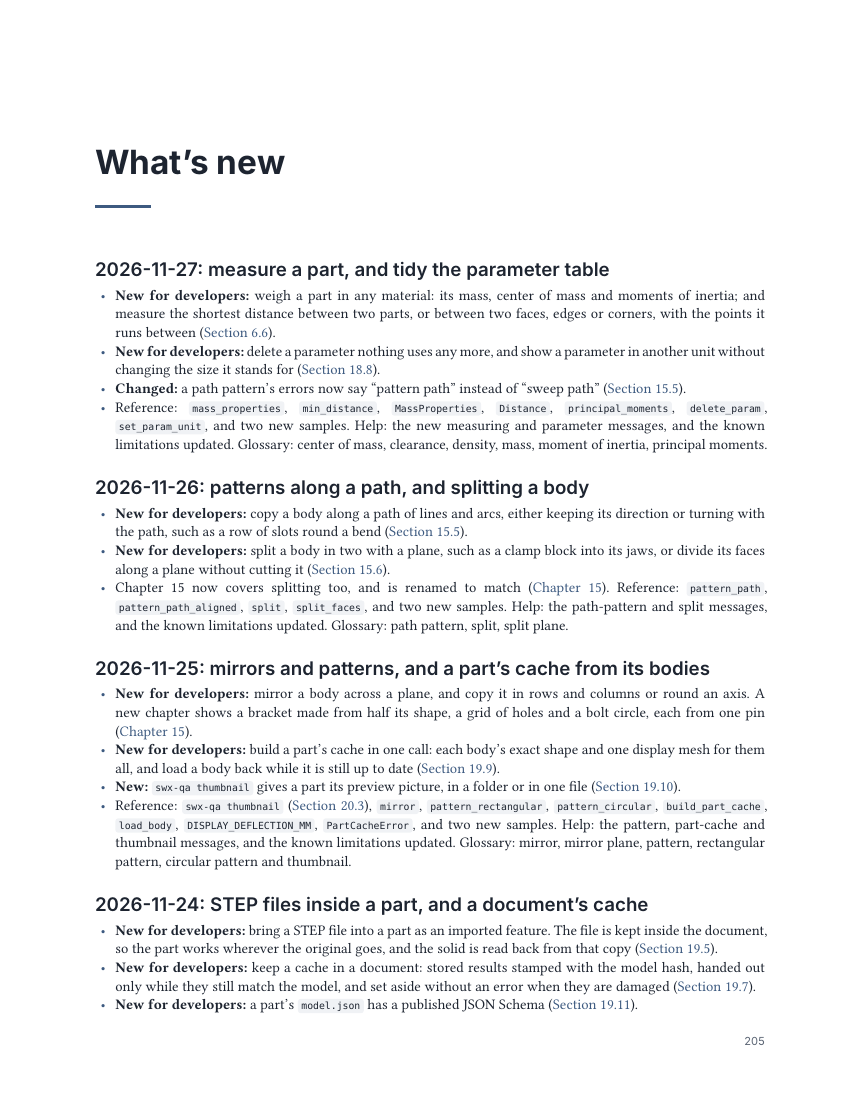 What’s new
2026-11-27: measure a part, and tidy the parameter table
• New for developers: weigh a part in any material: its mass, center of mass and moments of inertia; and
measure the shortest distance between two parts, or between two faces, edges or corners, with the points it
runs between (Section 6.6).
• New for developers: delete a parameter nothing uses any more, and show a parameter in another unit without
changing the size it stands for (Section 18.8).
• Changed: a path pattern’s errors now say “pattern path” instead of “sweep path” (Section 15.5).
• Reference: mass_properties, min_distance, MassProperties, Distance, principal_moments, delete_param,
set_param_unit, and two new samples. Help: the new measuring and parameter messages, and the known
limitations updated. Glossary: center of mass, clearance, density, mass, moment of inertia, principal moments.
2026-11-26: patterns along a path, and splitting a body
• New for developers: copy a body along a path of lines and arcs, either keeping its direction or turning with
the path, such as a row of slots round a bend (Section 15.5).
• New for developers: split a body in two with a plane, such as a clamp block into its jaws, or divide its faces
along a plane without cutting it (Section 15.6).
• Chapter 15 now covers splitting too, and is renamed to match (Chapter 15). Reference: pattern_path,
pattern_path_aligned, split, split_faces, and two new samples. Help: the path-pattern and split messages,
and the known limitations updated. Glossary: path pattern, split, split plane.
2026-11-25: mirrors and patterns, and a part’s cache from its bodies
• New for developers: mirror a body across a plane, and copy it in rows and columns or round an axis. A
new chapter shows a bracket made from half its shape, a grid of holes and a bolt circle, each from one pin
(Chapter 15).
• New for developers: build a part’s cache in one call: each body’s exact shape and one display mesh for them
all, and load a body back while it is still up to date (Section 19.9).
• New: swx-qa thumbnail gives a part its preview picture, in a folder or in one file (Section 19.10).
• Reference: swx-qa thumbnail (Section 20.3), mirror, pattern_rectangular, pattern_circular, build_part_cache,
load_body, DISPLAY_DEFLECTION_MM, PartCacheError, and two new samples. Help: the pattern, part-cache and
thumbnail messages, and the known limitations updated. Glossary: mirror, mirror plane, pattern, rectangular
pattern, circular pattern and thumbnail.
2026-11-24: STEP files inside a part, and a document’s cache
• New for developers: bring a STEP file into a part as an imported feature. The file is kept inside the document,
so the part works wherever the original goes, and the solid is read back from that copy (Section 19.5).
• New for developers: keep a cache in a document: stored results stamped with the model hash, handed out
only while they still match the model, and set aside without an error when they are damaged (Section 19.7).
• New for developers: a part’s model.json has a published JSON Schema (Section 19.11).
205